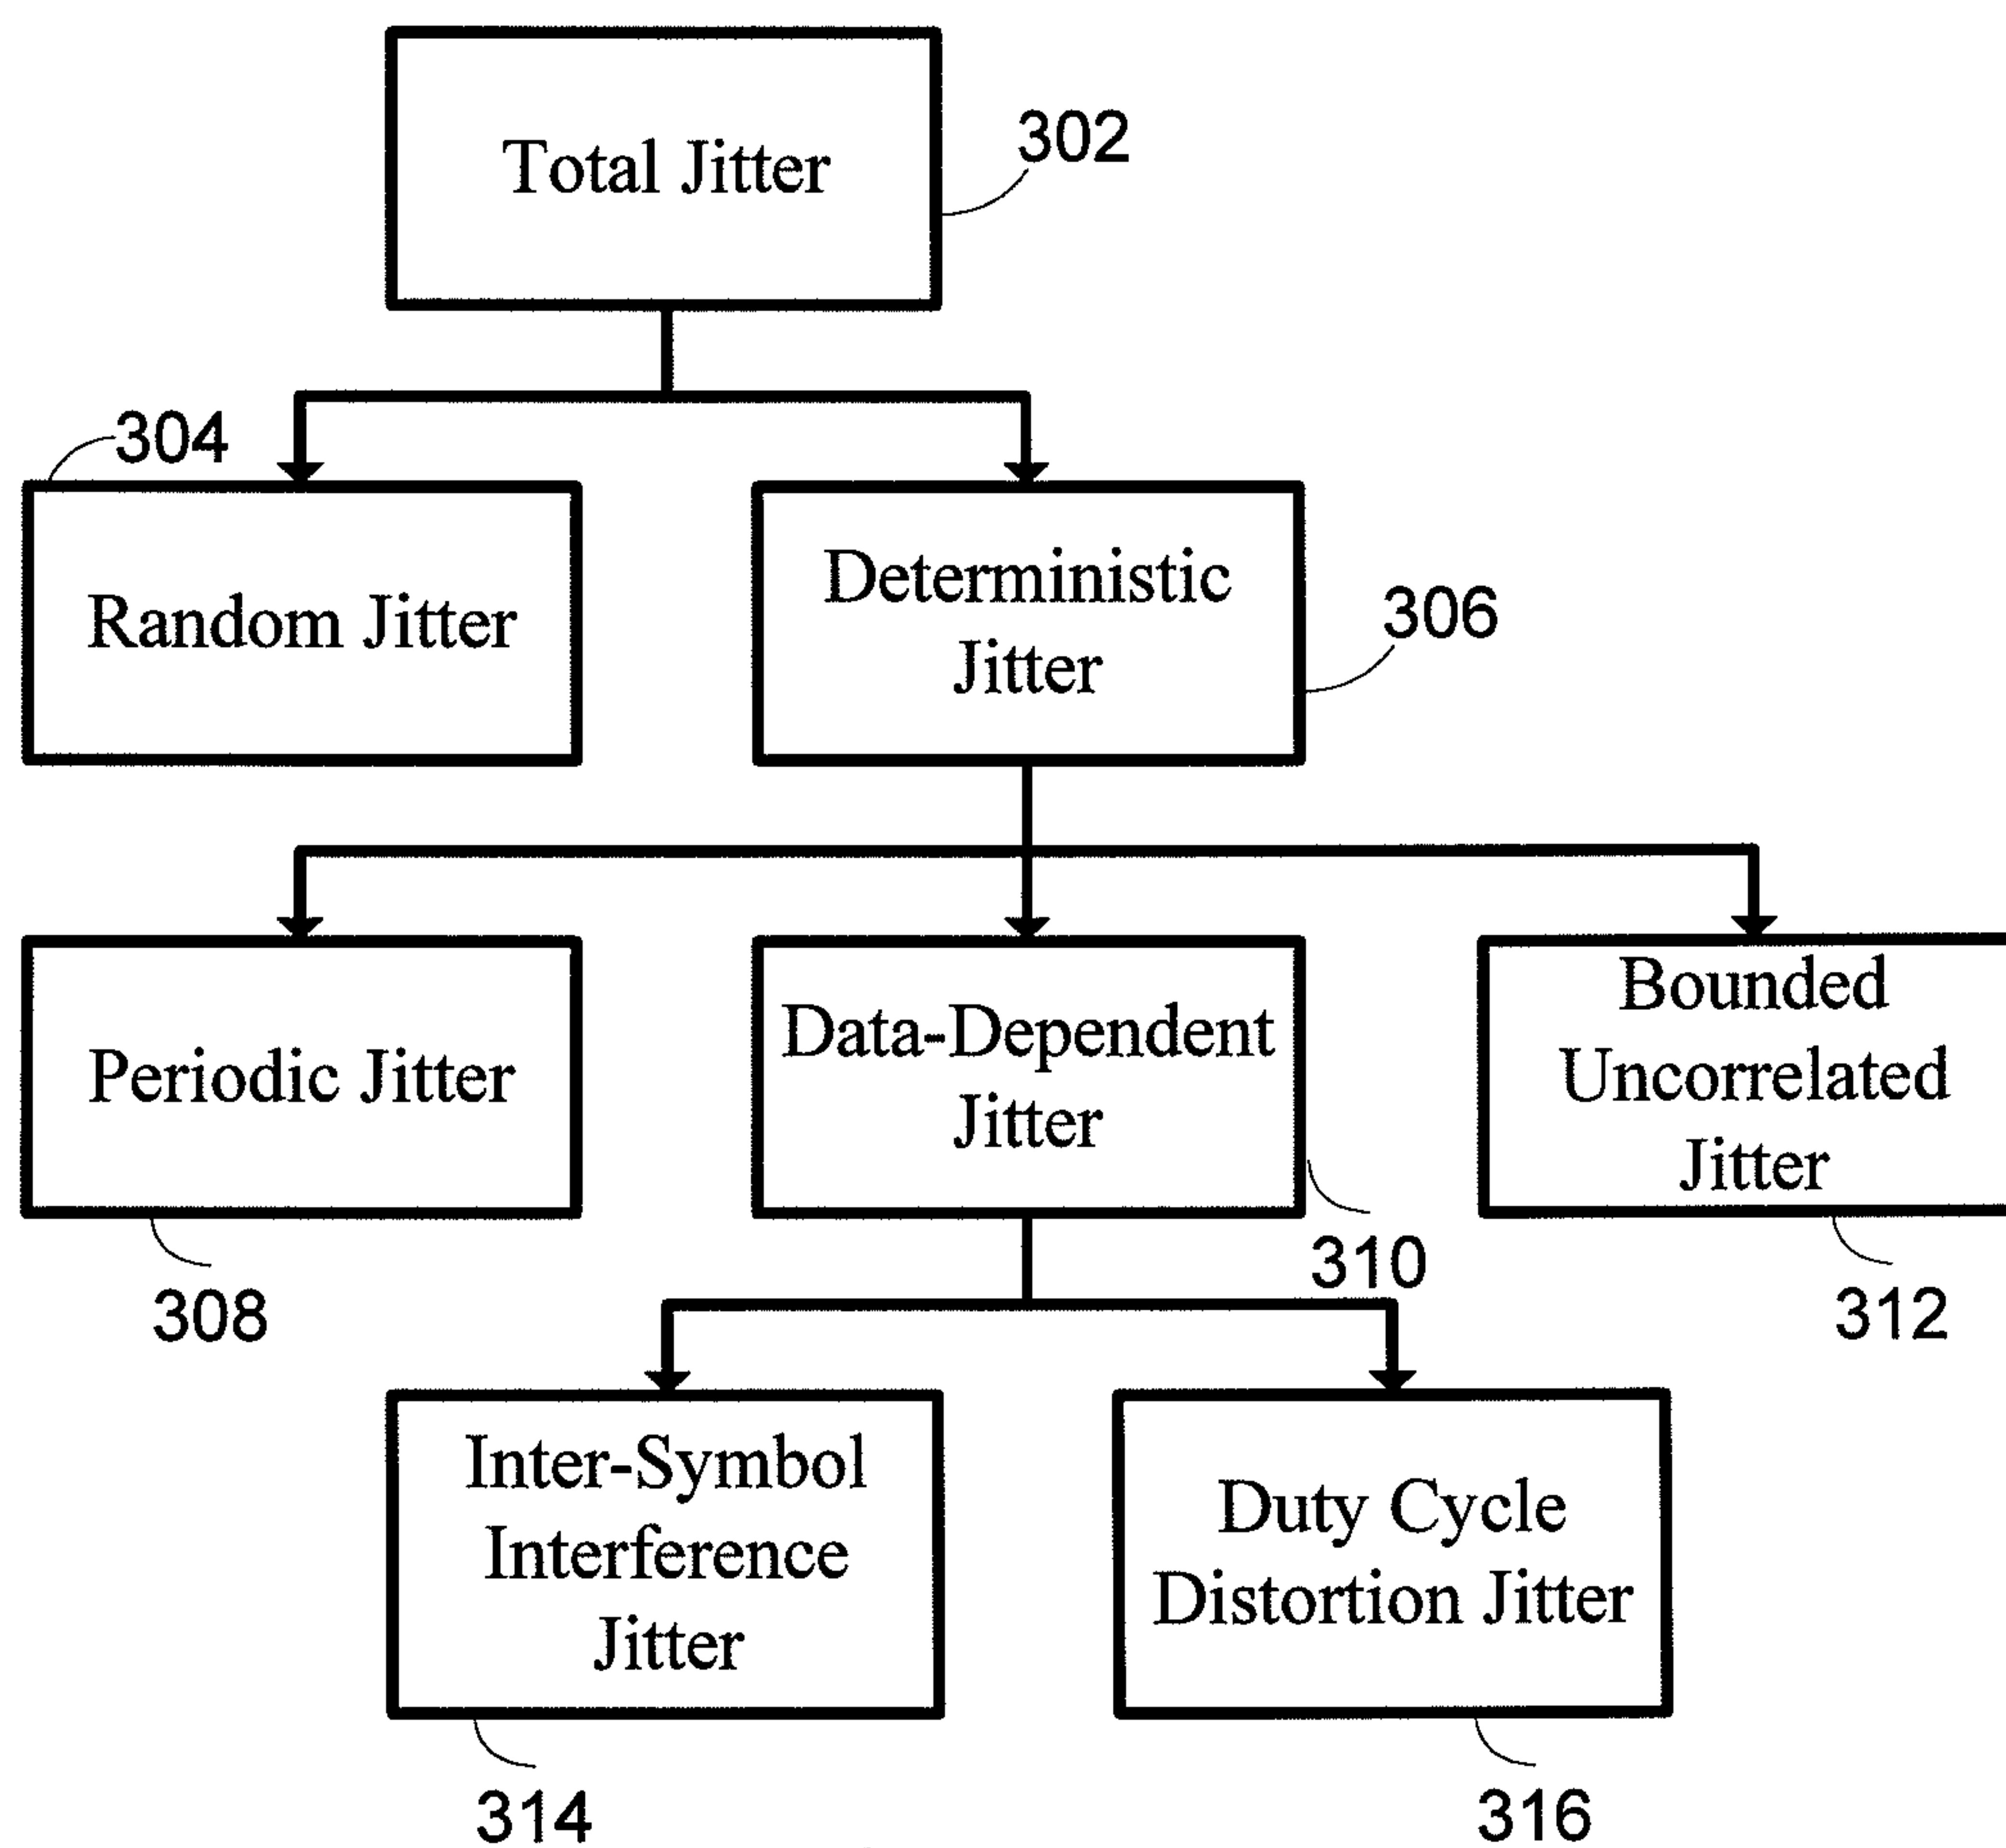 Total Jitter
302
304
Random Jitter
Deterministic
Jitter
306
Periodic Jitter
308
Data-Dependent
Jitter
310
Bounded
Uncorrelated
Jitter
312
Inter-Symbol
Interference
Jitter
314
Duty Cycle
Distortion Jitter
316